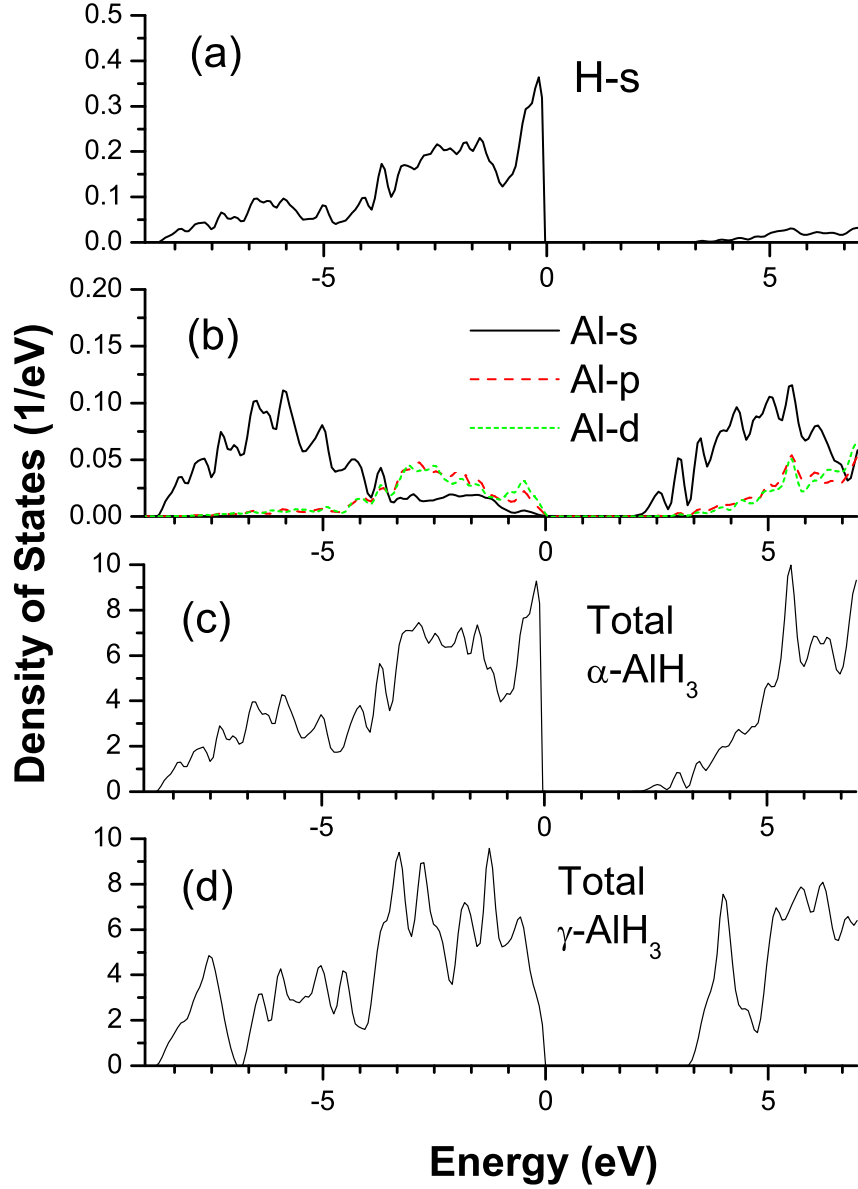 Density of States (1/eV)
0.5
0.4
0.3
0.2
0.1
0.0
(a)
H-s
-5
0
5
0.20
0.15
0.10
0.05
0.00
(b)
Al-s
Al-p
Al-d
-5
0
5
10
8
6
4
2
0
(c)
Total
α-AlH₃
-5
0
5
10
8
6
4
2
0
(d)
Total
γ-AlH₃
-5
0
5
Energy (eV)